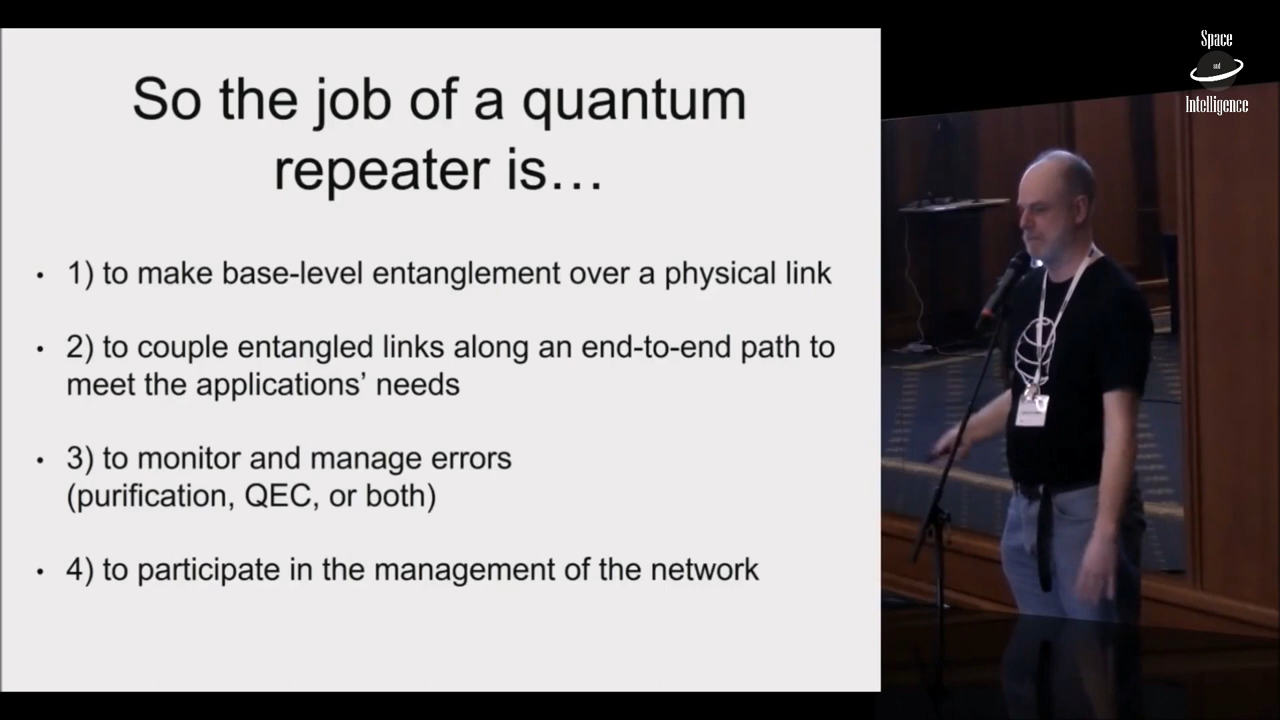 So the job of a quantum
repeater is…
• 1) to make base-level entanglement over a physical link
• 2) to couple entangled links along an end-to-end path to
meet the applications’ needs
• 3) to monitor and manage errors
(purification, QEC, or both)
• 4) to participate in the management of the network
Space
and
Intelligence